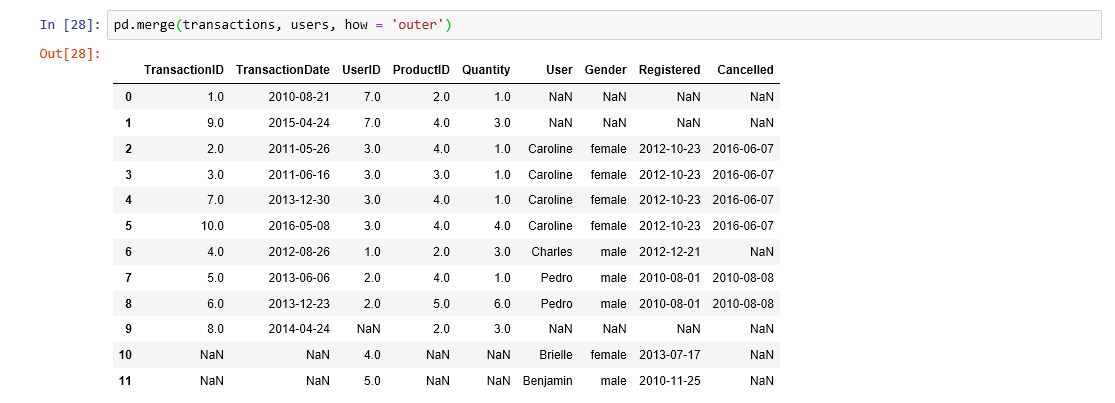 In [28]: pd.merge(transactions, users, how = 'outer')
Out[28]:
TransactionID TransactionDate UserID ProductID Quantity User Gender Registered Cancelled
0 1.0 2010-08-21 7.0 2.0 1.0 NaN NaN NaN NaN
1 9.0 2015-04-24 7.0 4.0 3.0 NaN NaN NaN NaN
2 2.0 2011-05-26 3.0 4.0 1.0 Caroline female 2012-10-23 2016-06-07
3 3.0 2011-06-16 3.0 3.0 1.0 Caroline female 2012-10-23 2016-06-07
4 7.0 2013-12-30 3.0 4.0 1.0 Caroline female 2012-10-23 2016-06-07
5 10.0 2016-05-08 3.0 4.0 4.0 Caroline female 2012-10-23 2016-06-07
6 4.0 2012-08-26 1.0 2.0 3.0 Charles male 2012-12-21 NaN
7 5.0 2013-06-06 2.0 4.0 1.0 Pedro male 2010-08-01 2010-08-08
8 6.0 2013-12-23 2.0 5.0 6.0 Pedro male 2010-08-01 2010-08-08
9 8.0 2014-04-24 NaN 2.0 3.0 NaN NaN NaN NaN
10 NaN NaN 4.0 NaN NaN Brielle female 2013-07-17 NaN
11 NaN NaN 5.0 NaN NaN Benjamin male 2010-11-25 NaN